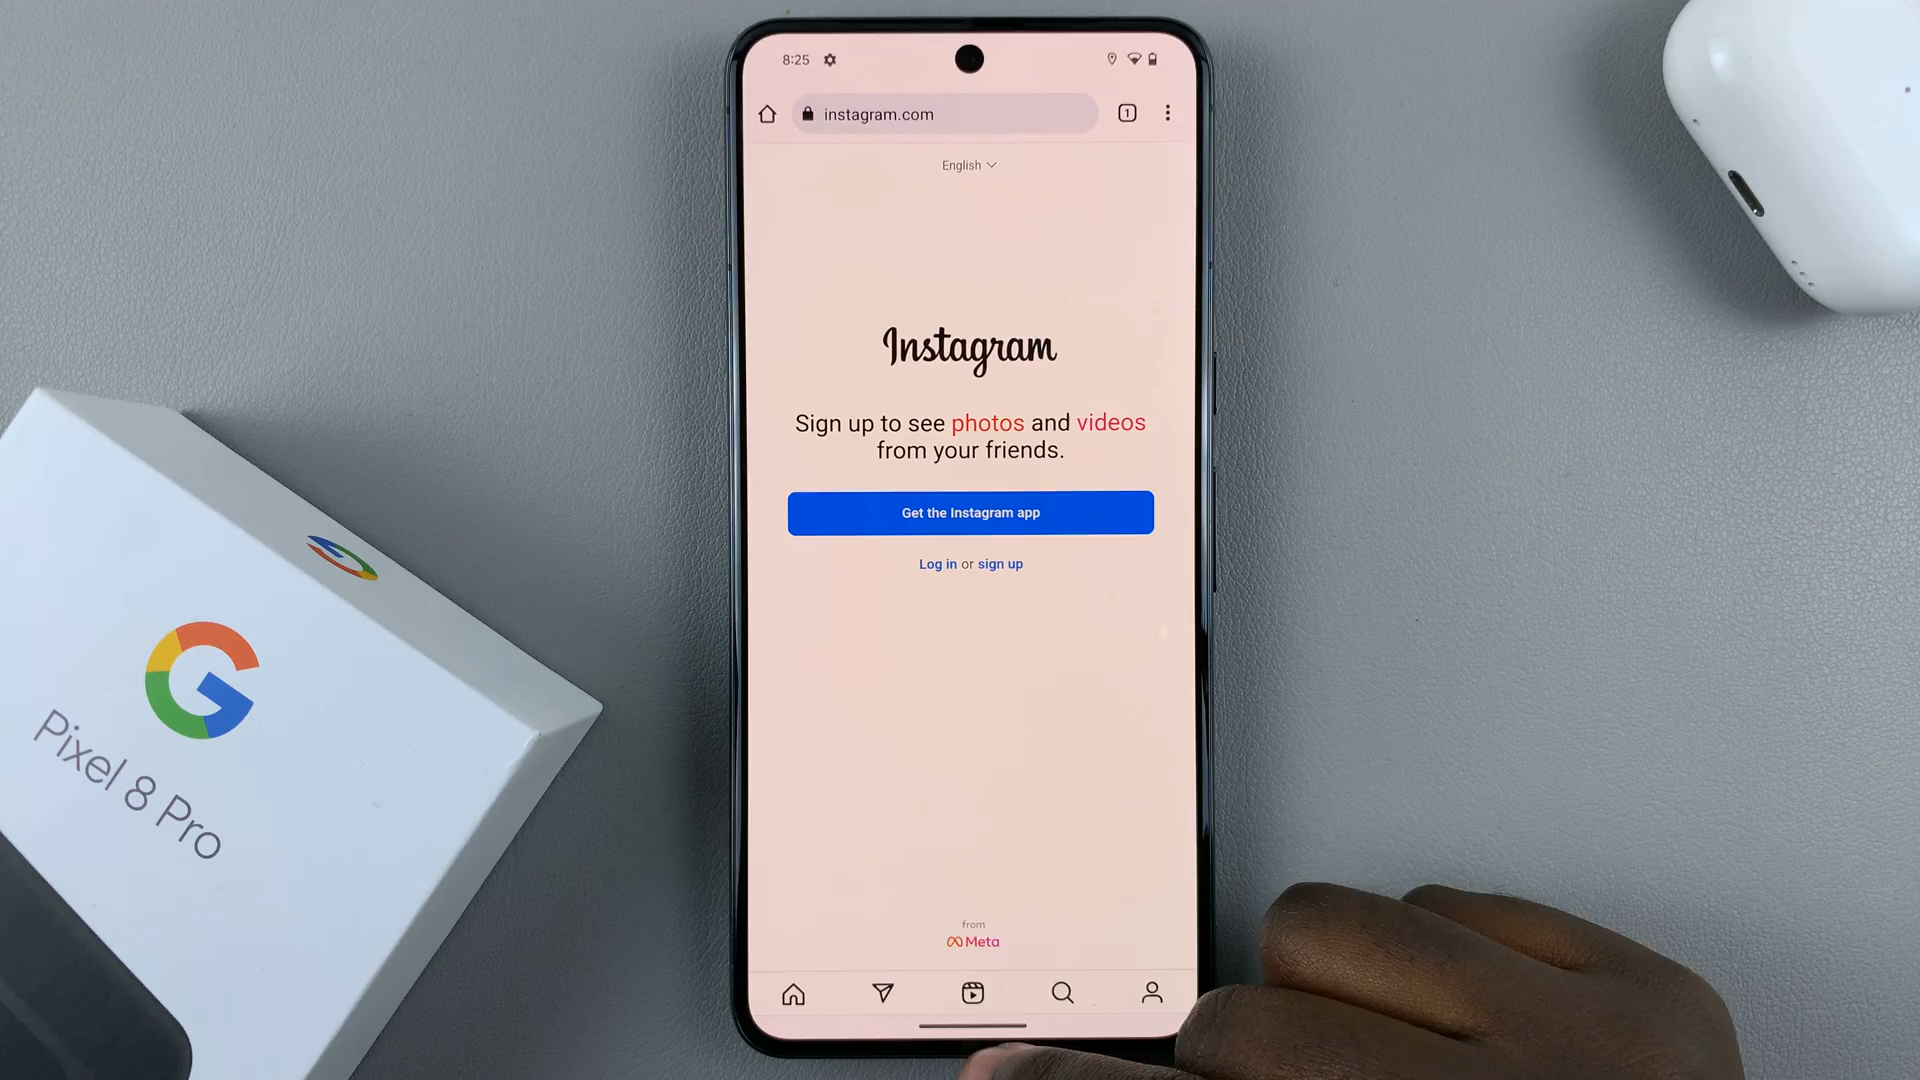 8:25
instagram.com
1
English
Instagram
Sign up to see photos and videos
from your friends.
Get the Instagram app
Log in or sign up
from
Meta
G
Pixel 8 Pro